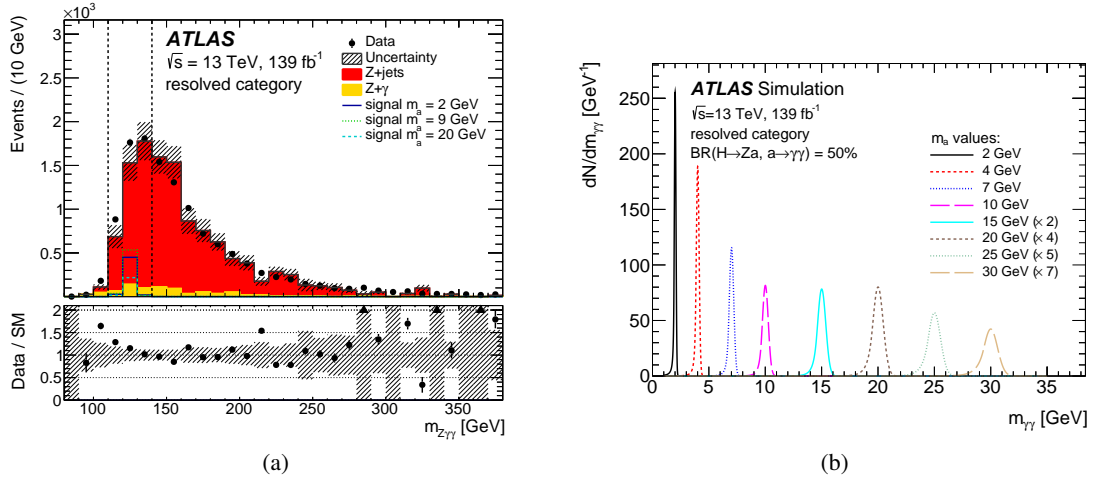 ×10³
Events / (10 GeV)
3
2.5
2
1.5
1
0.5
ATLAS
√s = 13 TeV, 139 fb⁻¹
resolved category
Data
Uncertainty
Z+jets
Z+γ
signal mₐ = 2 GeV
signal mₐ = 9 GeV
signal mₐ = 20 GeV
Data / SM
2
1.5
1
0.5
0
100 150 200 250 300 350
m_Zγγ [GeV]
(a)
dN/dm_γγ [GeV⁻¹]
250
200
150
100
50
0
ATLAS Simulation
√s=13 TeV, 139 fb⁻¹
resolved category
BR(H→Za, a→γγ) = 50%
mₐ values:
2 GeV
4 GeV
7 GeV
10 GeV
15 GeV (× 2)
20 GeV (× 4)
25 GeV (× 5)
30 GeV (× 7)
0 5 10 15 20 25 30 35
m_γγ [GeV]
(b)